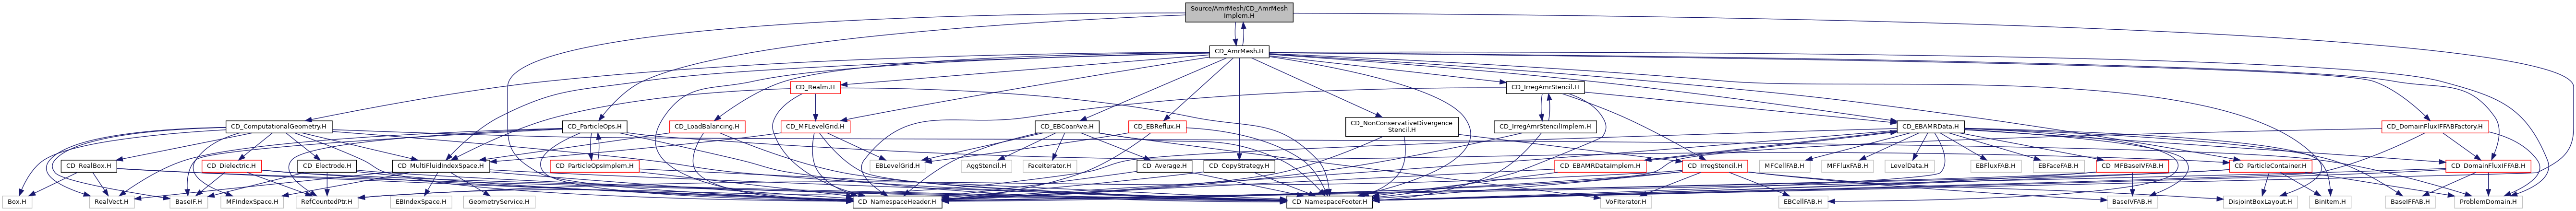 Source/AmrMesh/CD_AmrMesh
Implem.H
CD_AmrMesh.H
CD_Realm.H
CD_IrregAmrStencil.H
CD_ComputationalGeometry.H
CD_ParticleOps.H
CD_LoadBalancing.H
CD_MFLevelGrid.H
CD_EBCoarAve.H
CD_EBReflux.H
CD_NonConservativeDivergence
Stencil.H
CD_IrregAmrStencilImplem.H
CD_EBAMRData.H
CD_DomainFluxIFFABFactory.H
CD_RealBox.H
CD_Dielectric.H
CD_Electrode.H
CD_MultiFluidIndexSpace.H
CD_ParticleOpsImplem.H
EBLevelGrid.H
AggStencil.H
FaceIterator.H
CD_Average.H
CD_CopyStrategy.H
CD_EBAMRDataImplem.H
CD_IrregStencil.H
MFCellFAB.H
MFFluxFAB.H
LevelData.H
EBFluxFAB.H
EBFaceFAB.H
CD_MFBaseIVFAB.H
CD_ParticleContainer.H
CD_DomainFluxIFFAB.H
Box.H
RealVect.H
BaseIF.H
MFIndexSpace.H
RefCountedPtr.H
EBIndexSpace.H
GeometryService.H
CD_NamespaceHeader.H
CD_NamespaceFooter.H
VoFIterator.H
EBCellFAB.H
BaseIVFAB.H
DisjointBoxLayout.H
BinItem.H
BaseIFFAB.H
ProblemDomain.H